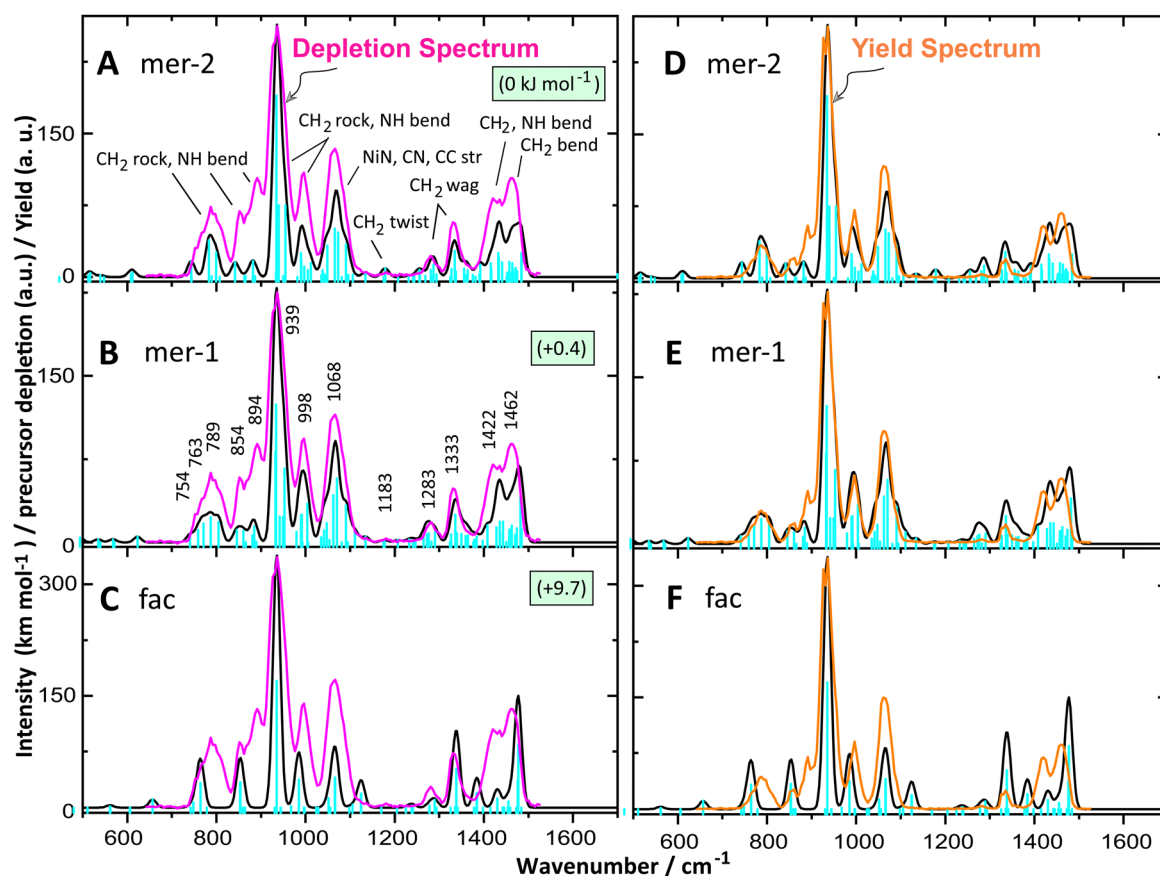 Intensity (km mol⁻¹) / precursor depletion (a.u.) / Yield (a. u.)
A mer-2
Depletion Spectrum
(0 kJ mol⁻¹)
CH₂ rock, NH bend
CH₂ rock, NH bend
NiN, CN, CC str
CH₂ twist
CH₂ wag
CH₂, NH bend
CH₂ bend
150
0
D mer-2
Yield Spectrum
B mer-1
(+0.4)
754
763
789
854
894
939
998
1068
1183
1283
1333
1422
1462
150
0
E mer-1
C fac
(+9.7)
300
150
0
F fac
600 800 1000 1200 1400 1600
600 800 1000 1200 1400 1600
Wavenumber / cm⁻¹